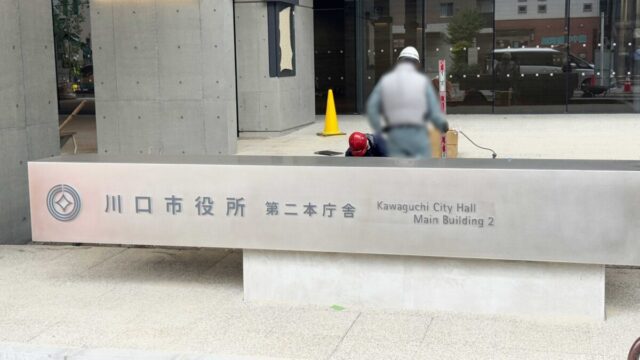 川口市役所 第二本庁舎
Kawaguchi City Hall
Main Building 2